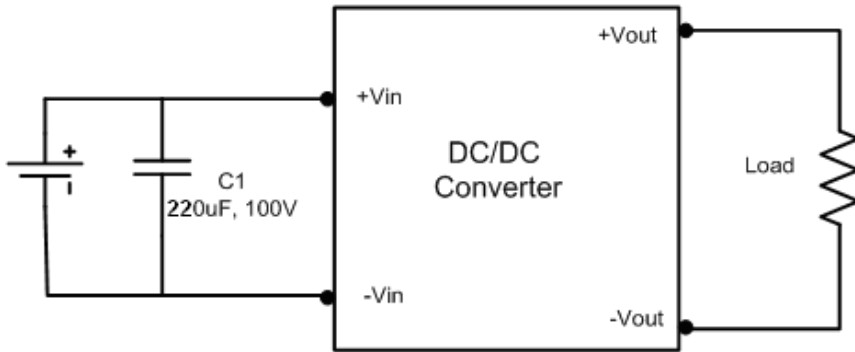 +Vout
+Vin
DC/DC
Converter
Load
+
-
C1
220uF, 100V
-Vin
-Vout